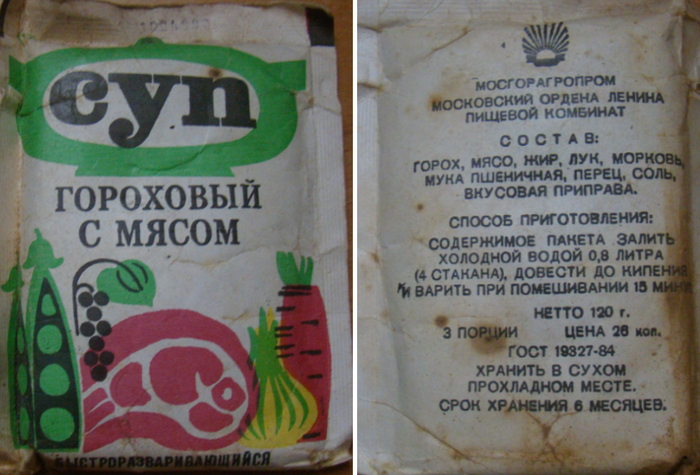 суп
ГОРОХОВЫЙ
С МЯСОМ
БЫСТРОРАЗВАРИВАЮЩИЙСЯ
МОСГОРАГРОПРОМ
МОСКОВСКИЙ ОРДЕНА ЛЕНИНА
ПИЩЕВОЙ КОМБИНАТ
СОСТАВ:
ГОРОХ, МЯСО, ЖИР, ЛУК, МОРКОВЬ,
МУКА ПШЕНИЧНАЯ, ПЕРЕЦ, СОЛЬ,
ВКУСОВАЯ ПРИПРАВА.
СПОСОБ ПРИГОТОВЛЕНИЯ:
СОДЕРЖИМОЕ ПАКЕТА ЗАЛИТЬ
ХОЛОДНОЙ ВОДОЙ 0,8 ЛИТРА
(4 СТАКАНА), ДОВЕСТИ ДО КИПЕНИЯ
И ВАРИТЬ ПРИ ПОМЕШИВАНИИ 15 МИНУТ
НЕТТО 120 г.
3 ПОРЦИИ ЦЕНА 26 коп.
ГОСТ 19327-84
ХРАНИТЬ В СУХОМ
ПРОХЛАДНОМ МЕСТЕ.
СРОК ХРАНЕНИЯ 6 МЕСЯЦЕВ.